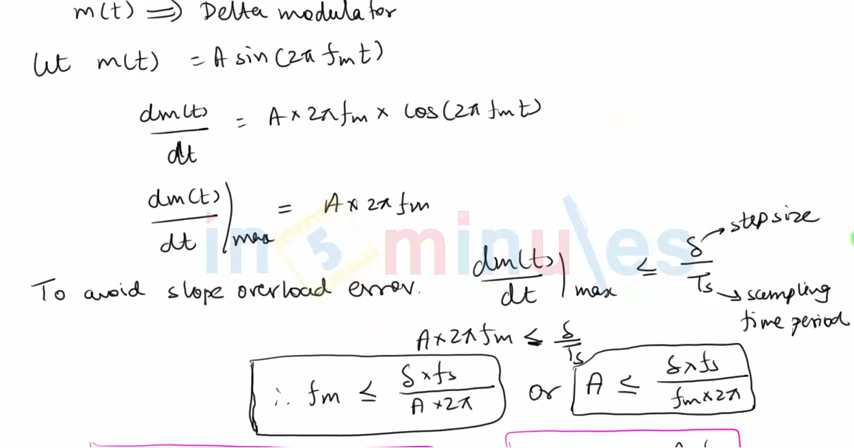 m(t) ⟹ Delta modulator
let m(t) = A sin(2π fm t)
dm(t)/dt = A × 2π fm × cos(2π fm t)
dm(t)/dt |max = A × 2π fm
in 5 minutes
To avoid slope overload error. dm(t)/dt |max ≤ δ/Ts
→ step size
→ sampling
time period
A × 2π fm ≤ δ/Ts
∴ fm ≤ δ × fs / A × 2π or A ≤ δ × fs / fm × 2π